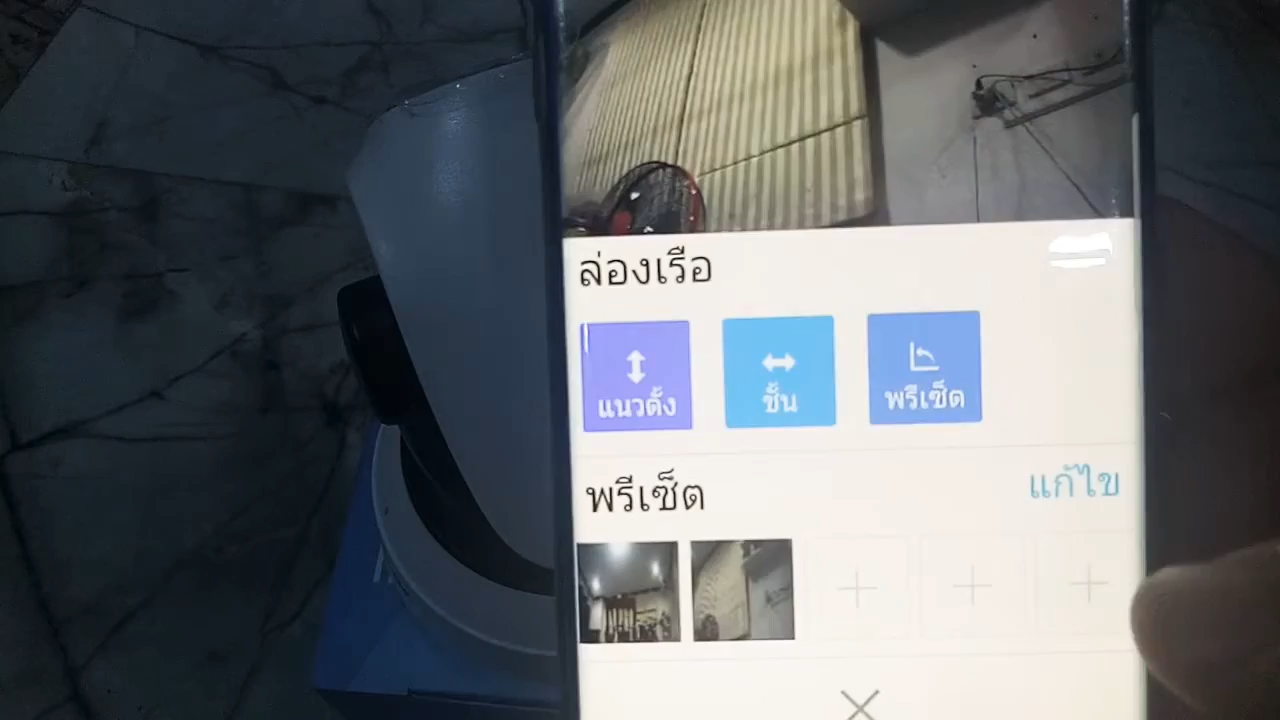 ล่องเรือ
แนวตั้ง
ชั้น
พรีเซ็ต
พรีเซ็ต
แก้ไข